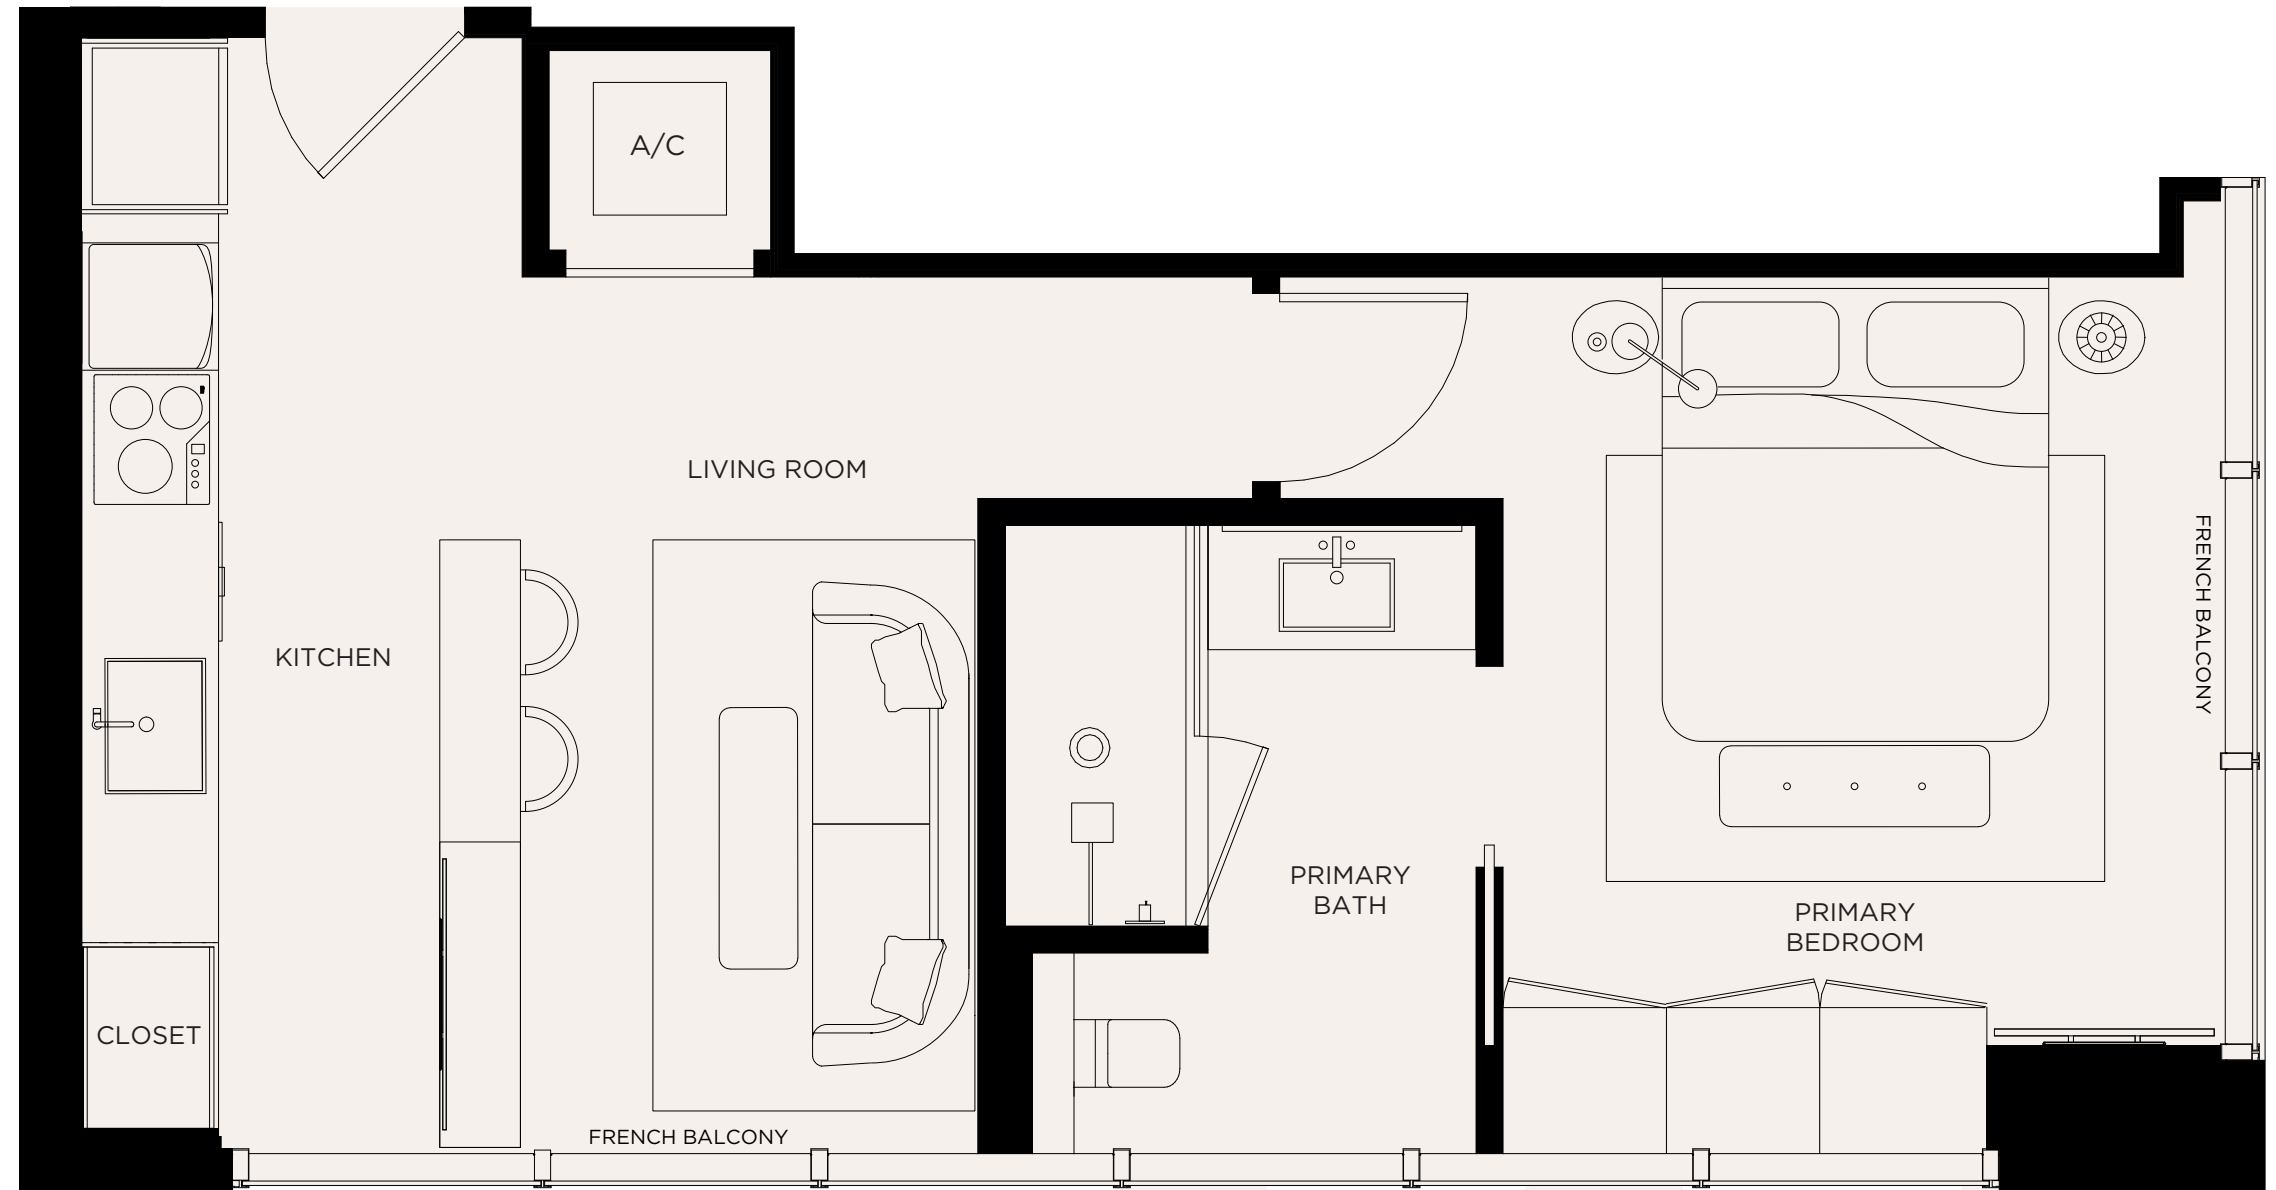 A/C
LIVING ROOM
KITCHEN
FRENCH BALCONY
PRIMARY
BATH
PRIMARY
BEDROOM
CLOSET
FRENCH BALCONY